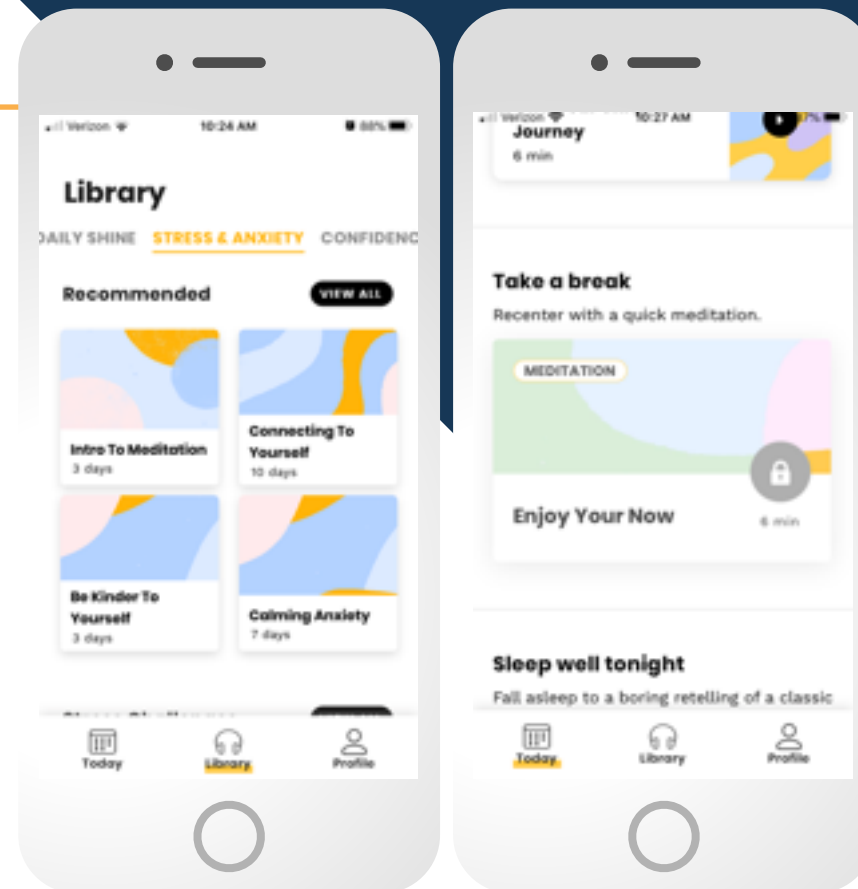 Verizon 10:24 AM 88%
Library
DAILY SHINE STRESS & ANXIETY CONFIDENC
Recommended VIEW ALL
Intro To Meditation
3 days
Connecting To
Yourself
10 days
Be Kinder To
Yourself
3 days
Calming Anxiety
7 days
Today Library Profile
Verizon 10:27 AM 7%
Journey
6 min
Take a break
Recenter with a quick meditation.
MEDITATION
Enjoy Your Now
6 min
Sleep well tonight
Fall asleep to a boring retelling of a classic
Today Library Profile